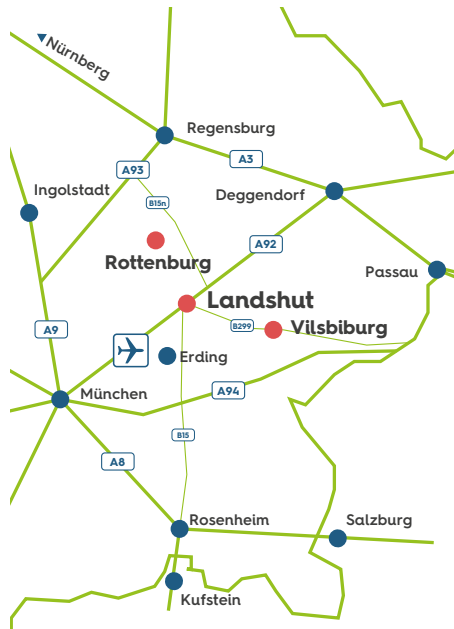 Nürnberg
Regensburg
A3
A93
Ingolstadt
Deggendorf
B15n
A92
Rottenburg
Passau
Landshut
A9
B299
Vilsbiburg
Erding
A94
München
B15
A8
Rosenheim
Salzburg
Kufstein